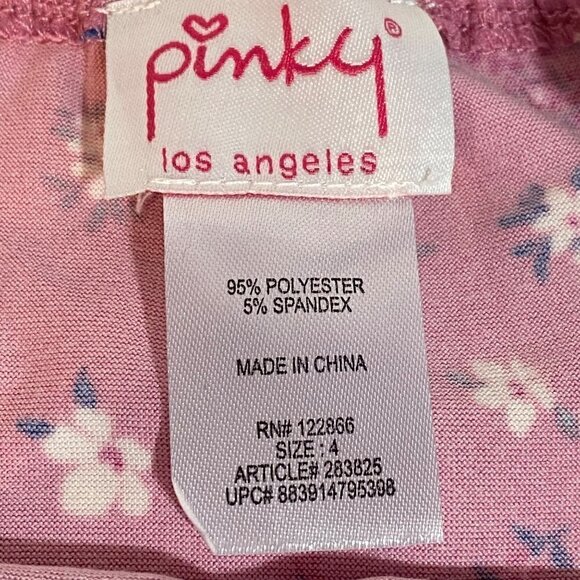 pinky®
los angeles
95% POLYESTER
5% SPANDEX
MADE IN CHINA
RN# 122866
SIZE : 4
ARTICLE# 283825
UPC# 883914795398